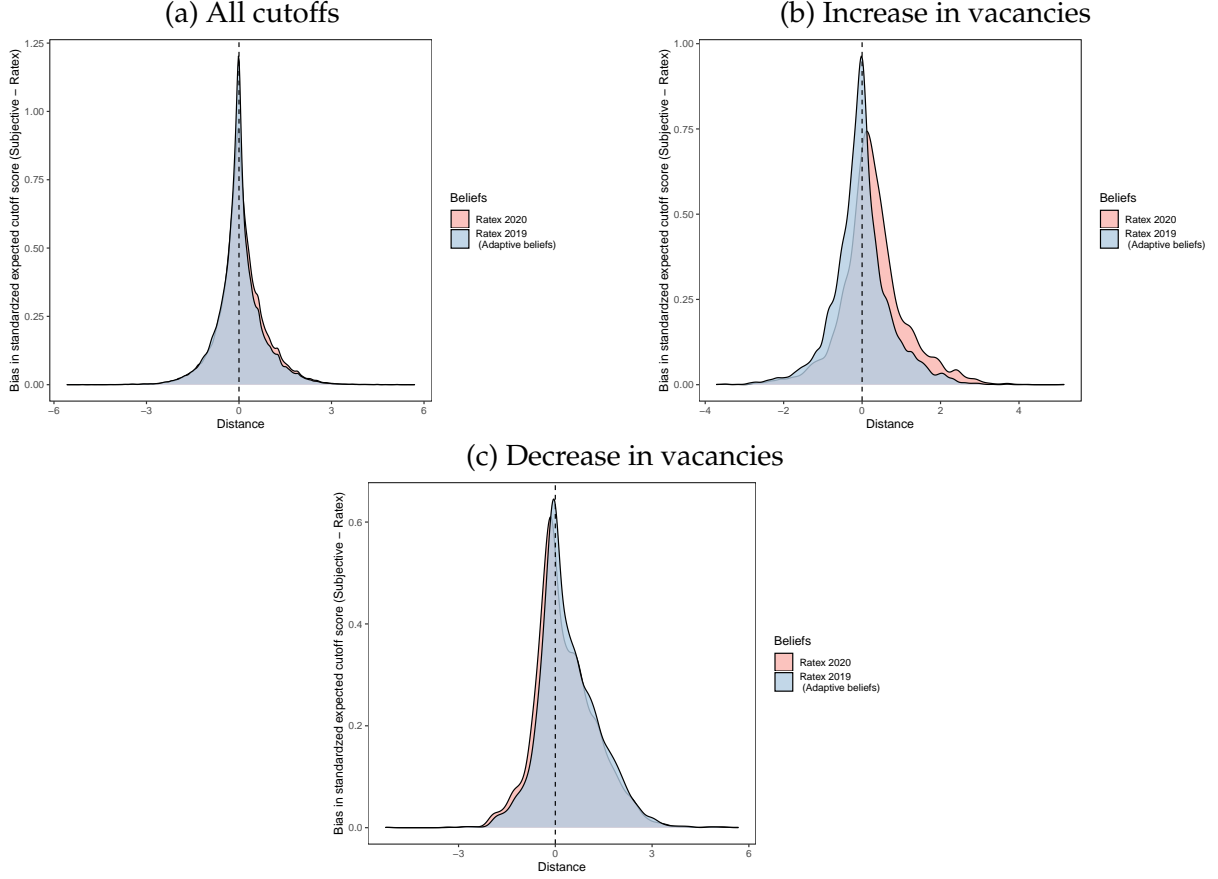 (a) All cutoffs
Bias in standardzed expected cutoff score (Subjective − Ratex)
1.25
1.00
0.75
0.50
0.25
0.00
−6
−3
0
3
6
Distance
Beliefs
Ratex 2020
Ratex 2019
(Adaptive beliefs)
(b) Increase in vacancies
Bias in standardzed expected cutoff score (Subjective − Ratex)
1.00
0.75
0.50
0.25
0.00
−4
−2
0
2
4
Distance
Beliefs
Ratex 2020
Ratex 2019
(Adaptive beliefs)
(c) Decrease in vacancies
Bias in standardzed expected cutoff score (Subjective − Ratex)
0.6
0.4
0.2
0.0
−3
0
3
6
Distance
Beliefs
Ratex 2020
Ratex 2019
(Adaptive beliefs)